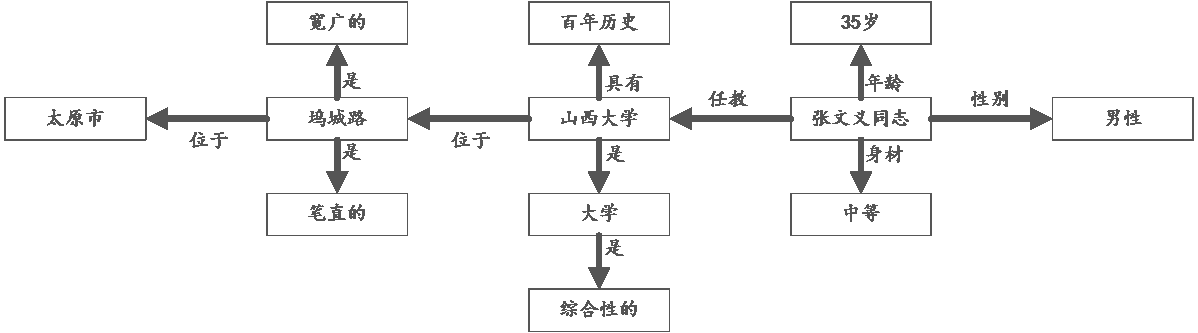 宽广的
百年历史
35岁
是
具有
年龄
太原市
位于
坞城路
位于
山西大学
任教
张文义同志
性别
男性
是
是
身材
笔直的
大学
中等
是
综合性的